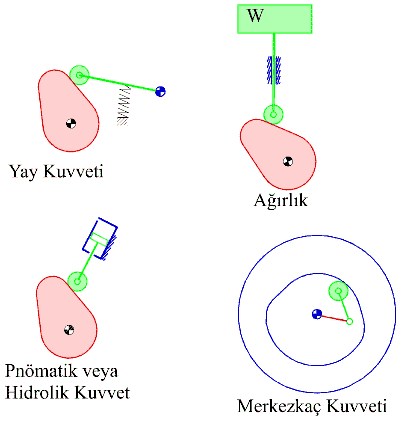 W
Yay Kuvveti
Ağırlık
Pnömatik veya
Hidrolik Kuvvet
Merkezkaç Kuvveti